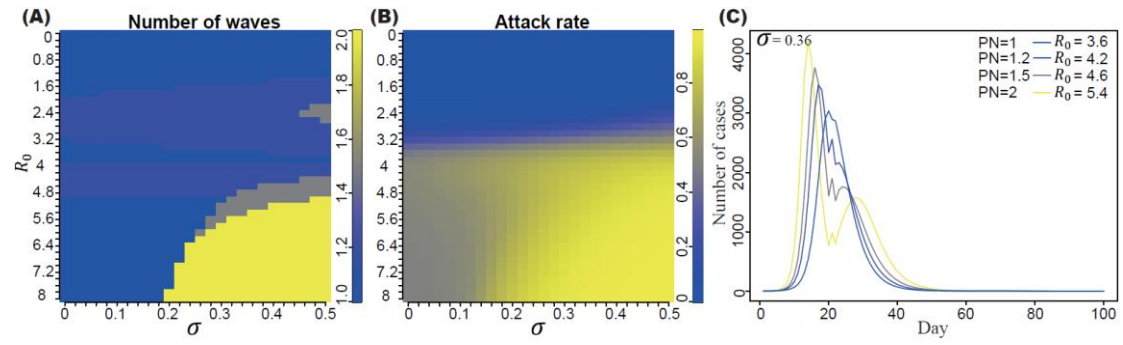 (A) Number of waves
0
0.8
1.6
2.4
3.2
4
4.8
5.6
6.4
7.2
8
R0
0 0.1 0.2 0.3 0.4 0.5
σ
2.0
1.8
1.6
1.4
1.2
1.0
(B) Attack rate
0
0.8
1.6
2.4
3.2
4
4.8
5.6
6.4
7.2
8
0 0.1 0.2 0.3 0.4 0.5
σ
0.8
0.6
0.4
0.2
0
(C)
σ = 0.36
PN=1 R0 = 3.6
PN=1.2 R0 = 4.2
PN=1.5 R0 = 4.6
PN=2 R0 = 5.4
Number of cases
4000
3000
2000
1000
0
0 20 40 60 80 100
Day